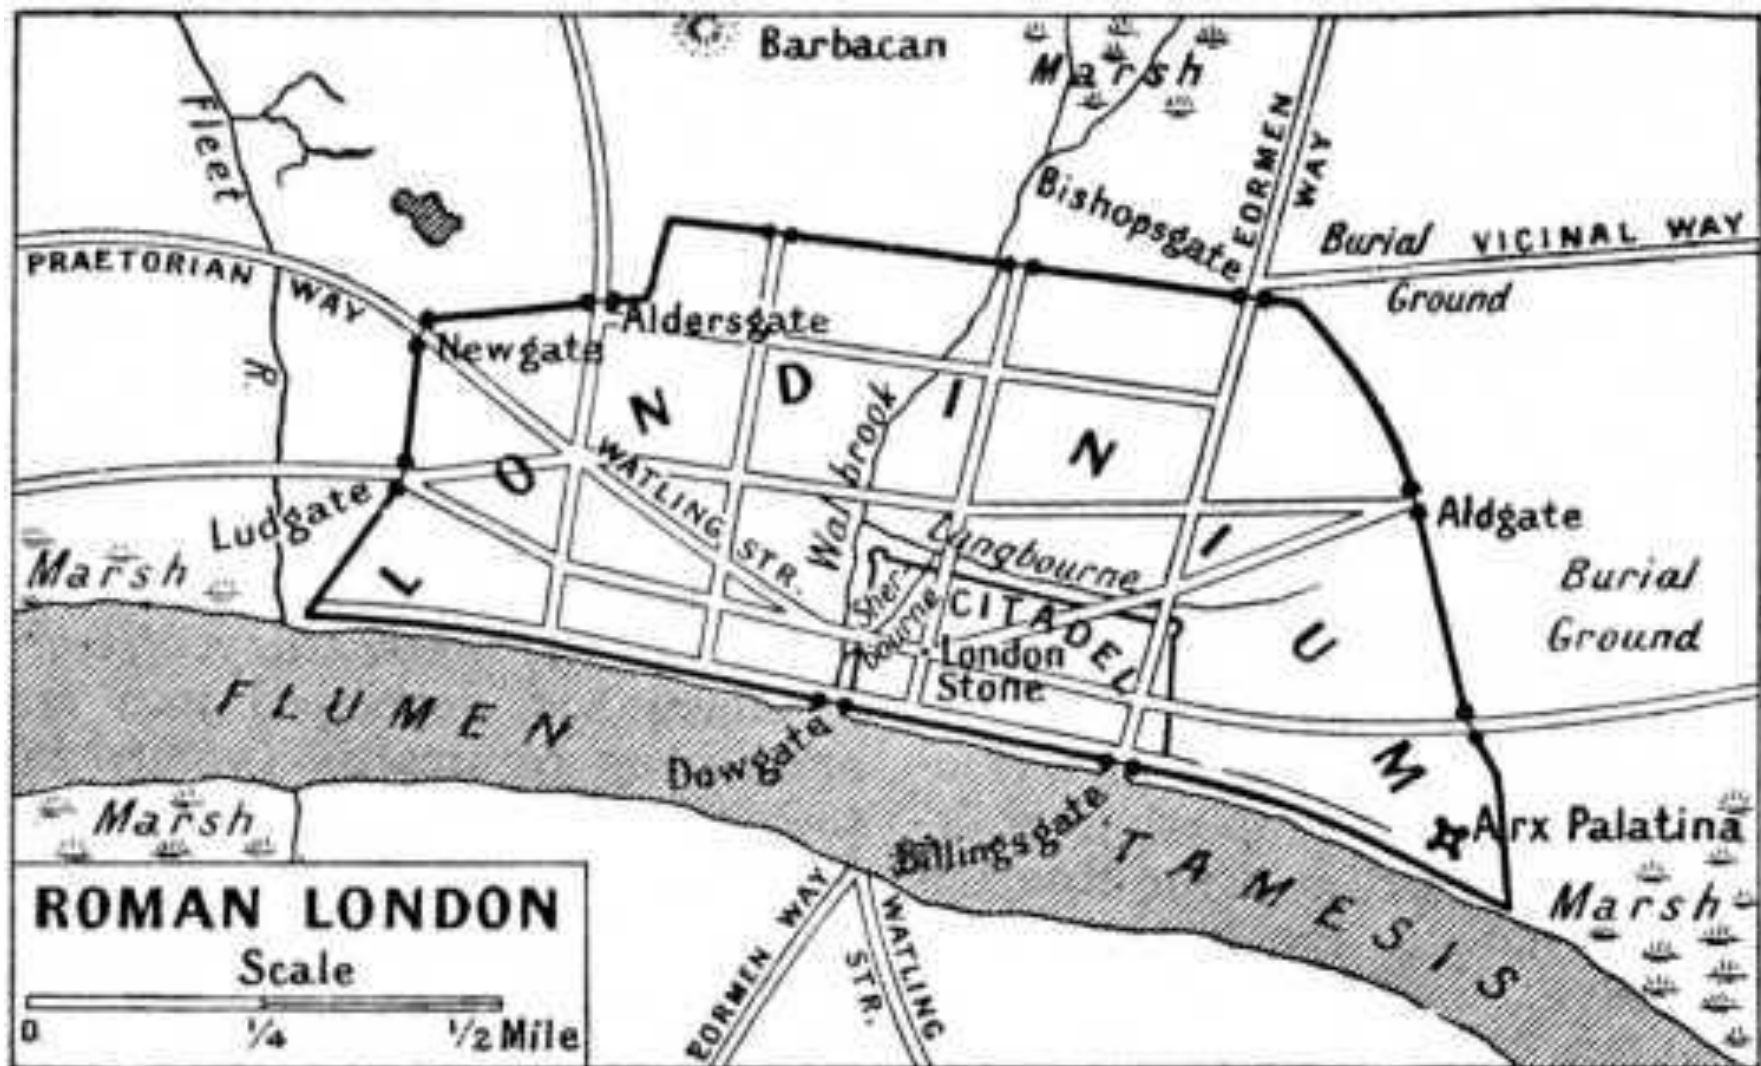 Barbacan
Marsh
Fleet
R.
EORMEN
WAY
Bishopsgate
Burial
Ground
VICINAL WAY
PRAETORIAN WAY
Newgate
Aldersgate
LONDINIUM
WATLING STR.
Walbrook
Langbourne
Sher-
bourne
CITADEL
London
Stone
Aldgate
Burial
Ground
Ludgate
Marsh
FLUMEN
TAMESIS
Dowgate
Billingsgate
Arx Palatina
Marsh
Marsh
EORMEN WAY
WATLING
STR.
ROMAN LONDON
Scale
0 1/4 1/2 Mile